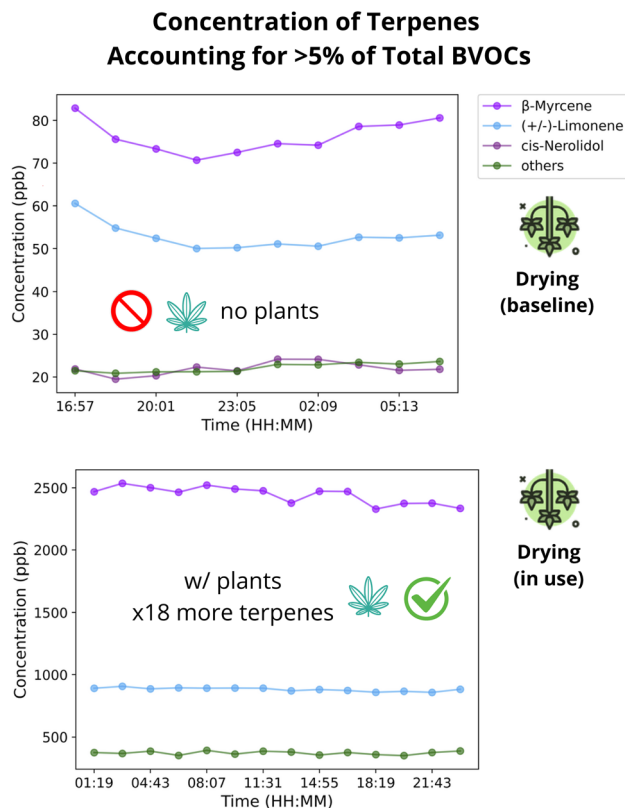 Concentration of Terpenes
Accounting for >5% of Total BVOCs
β-Myrcene
(+/-)-Limonene
cis-Nerolidol
others
Concentration (ppb)
80
70
60
50
40
30
20
no plants
16:57
20:01
23:05
02:09
05:13
Time (HH:MM)
Drying
(baseline)
Concentration (ppb)
2500
2000
1500
1000
500
w/ plants
x18 more terpenes
01:19
04:43
08:07
11:31
14:55
18:19
21:43
Time (HH:MM)
Drying
(in use)